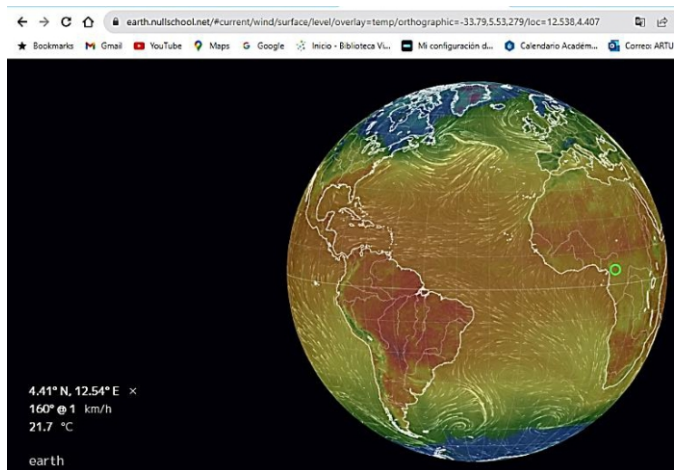 earth.nullschool.net/#current/wind/surface/level/overlay=temp/orthographic=-33.79,5.53,279/loc=12.538,4.407
Bookmarks Gmail YouTube Maps G Google Inicio - Biblioteca Vi... Mi configuración d... Calendario Académ... Correo: ARTU
4.41° N, 12.54° E ×
160° @ 1 km/h
21.7 °C
earth